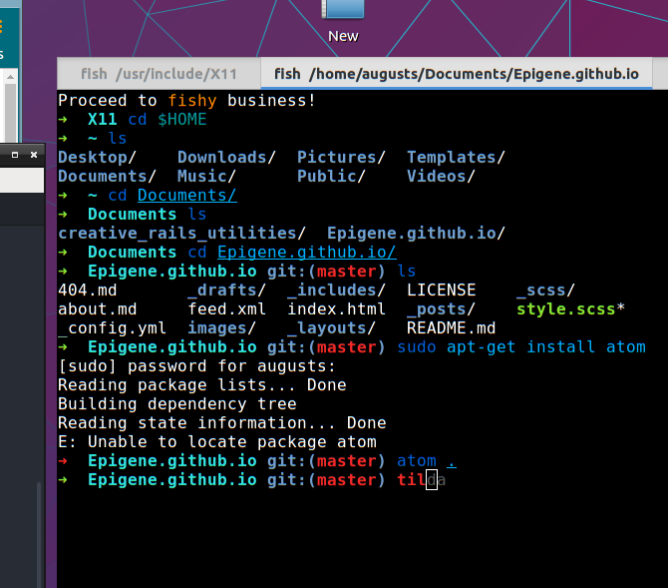 New
fish /usr/include/X11
fish /home/augusts/Documents/Epigene.github.io
s
Proceed to fishy business!
➜ X11 cd $HOME
➜ ~ ls
Desktop/ Downloads/ Pictures/ Templates/
Documents/ Music/ Public/ Videos/
➜ ~ cd Documents/
➜ Documents ls
creative_rails_utilities/ Epigene.github.io/
➜ Documents cd Epigene.github.io/
➜ Epigene.github.io git:(master) ls
404.md _drafts/ _includes/ LICENSE _scss/
about.md feed.xml index.html _posts/ style.scss*
_config.yml images/ _layouts/ README.md
➜ Epigene.github.io git:(master) sudo apt-get install atom
[sudo] password for augusts:
Reading package lists... Done
Building dependency tree
Reading state information... Done
E: Unable to locate package atom
➜ Epigene.github.io git:(master) atom .
➜ Epigene.github.io git:(master) tilda